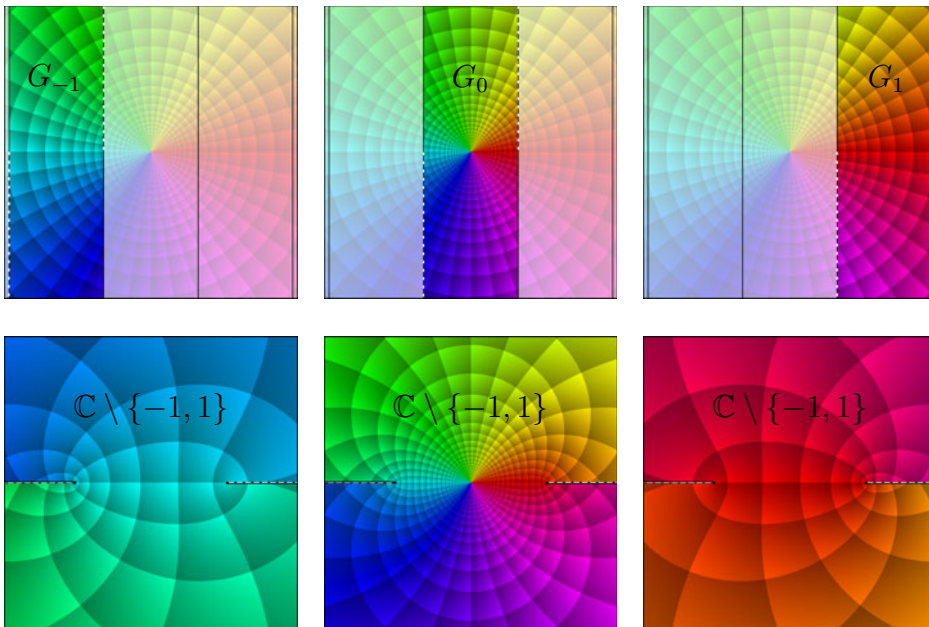 G₋₁ G₀ G₁
ℂ \ {−1, 1} ℂ \ {−1, 1} ℂ \ {−1, 1}